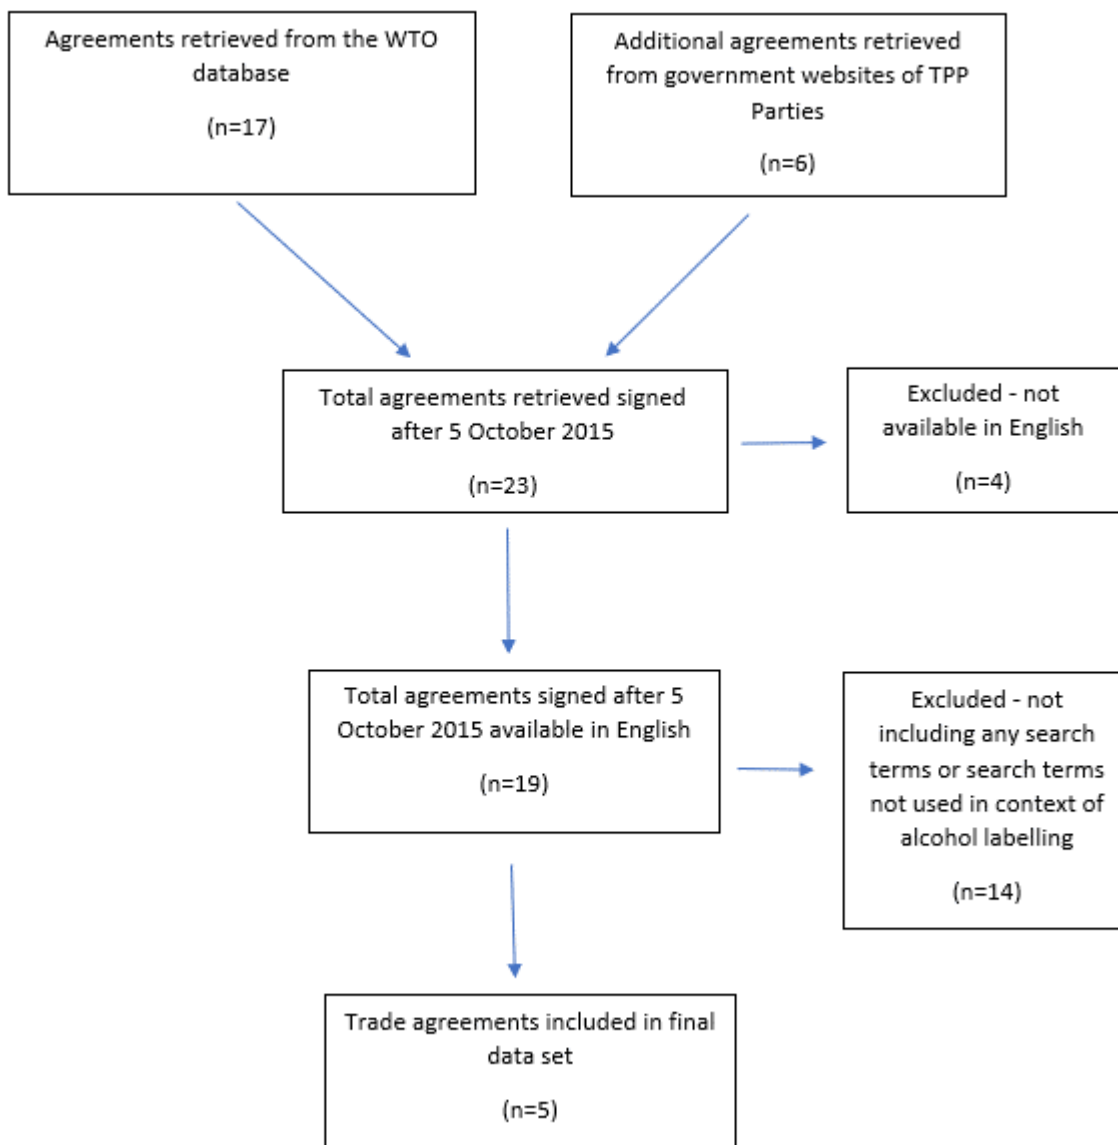 Agreements retrieved from the WTO
database
(n=17)
Additional agreements retrieved
from government websites of TPP
Parties
(n=6)
Total agreements retrieved signed
after 5 October 2015
(n=23)
Excluded - not
available in English
(n=4)
Total agreements signed after 5
October 2015 available in English
(n=19)
Excluded - not
including any search
terms or search terms
not used in context of
alcohol labelling
(n=14)
Trade agreements included in final
data set
(n=5)